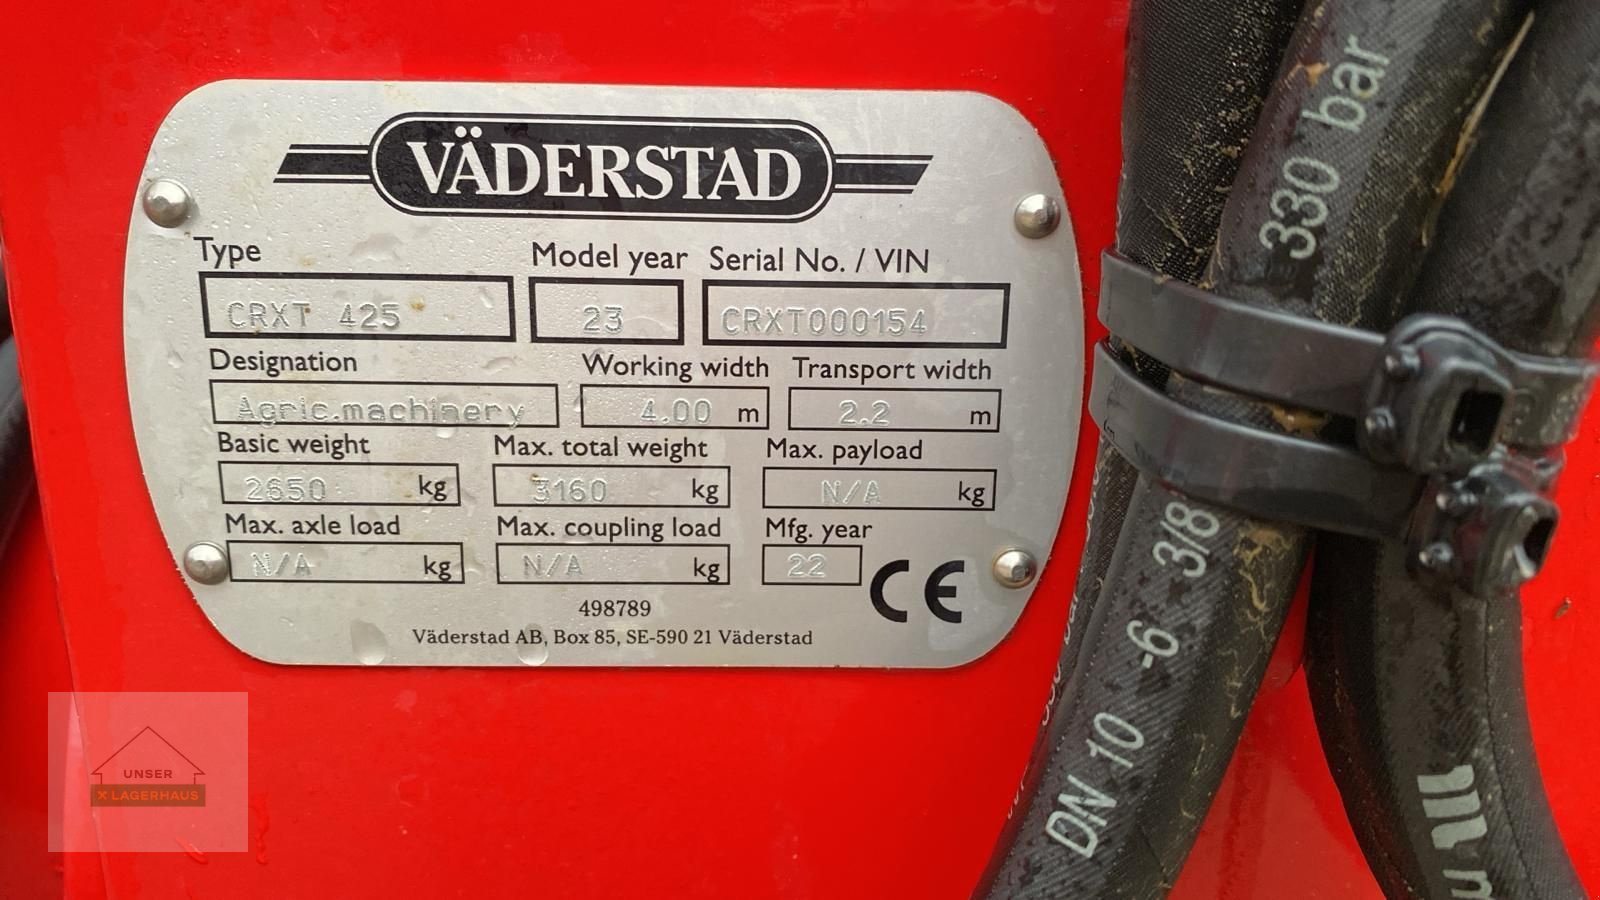 VÄDERSTAD
Type Model year Serial No. / VIN
CRXT 425 23 CRXT000154
Designation Working width Transport width
Agric.machinery 4.00 m 2.2 m
Basic weight Max. total weight Max. payload
2650 kg 3160 kg N/A kg
Max. axle load Max. coupling load Mfg. year
N/A kg N/A kg 22
CE
498789
Väderstad AB, Box 85, SE-590 21 Väderstad
330 bar
DN 10 -6 3/8
UNSER
LAGERHAUS